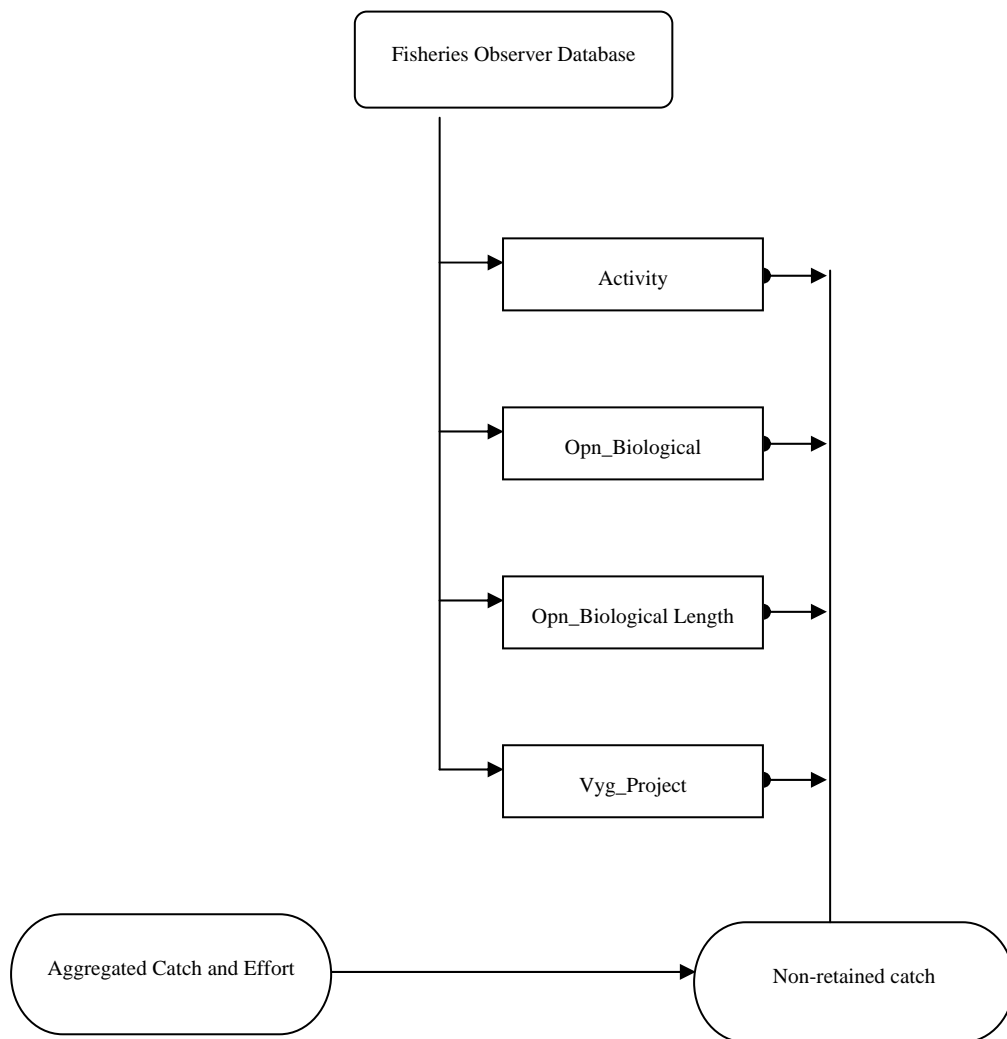 Fisheries Observer Database
Activity
Opn_Biological
Opn_Biological Length
Vyg_Project
Aggregated Catch and Effort
Non-retained catch